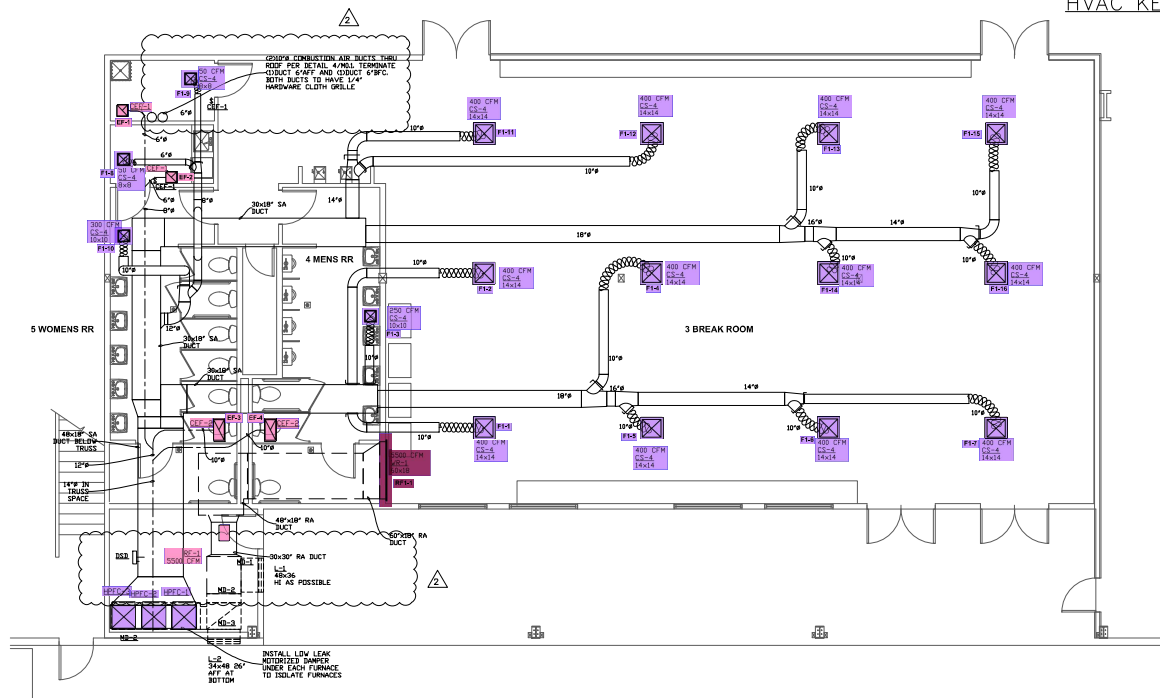 HVAC KE
2
(2)10"ø COMBUSTION AIR DUCTS THRU
ROOF PER DETAIL 4/M0.1. TERMINATE
(1)DUCT 6"AFF AND (1)DUCT 6"BFC.
BOTH DUCTS TO HAVE 1/4"
HARDWARE CLOTH GRILLE
50 CFM
CS-4
8x8
F1-9
CEF-1
EF-1
CEF-1
6"ø
6"ø
6"ø
F1-8
50 CFM
CS-4
8x8
CEF-1
EF-2
CEF-1
6"ø
8"ø
8"ø
30x18" SA
DUCT
14"ø
300 CFM
CS-4
10x10
F1-10
10"ø
12"ø
10"ø
400 CFM
CS-4
14x14
F1-11
10"ø
400 CFM
CS-4
14x14
F1-12
400 CFM
CS-4
14x14
F1-13
10"ø
400 CFM
CS-4
14x14
F1-15
10"ø
18"ø
16"ø
14"ø
10"ø
400 CFM
CS-4
14x14
F1-14
10"ø
400 CFM
CS-4
14x14
F1-16
4 MENS RR
10"ø
400 CFM
CS-4
14x14
F1-2
400 CFM
CS-4
14x14
F1-4
250 CFM
CS-4
10x10
F1-3
10"ø
10"ø
5 WOMENS RR
3 BREAK ROOM
30x18" SA
DUCT
30x18" SA
DUCT
18"ø
16"ø
14"ø
10"ø
F1-1
400 CFM
CS-4
14x14
10"ø
F1-5
400 CFM
CS-4
14x14
10"ø
F1-6
400 CFM
CS-4
14x14
10"ø
F1-7
400 CFM
CS-4
14x14
CEF-2
EF-3
EF-4
CEF-2
10"ø
10"ø
48x18" SA
DUCT BELOW
TRUSS
12"ø
14"ø IN
TRUSS
SPACE
5500 CFM
WR-1
60x18
RF1-1
48"x18" RA
DUCT
60"x18" RA
DUCT
DSD
RF-1
5500 CFM
30x30" RA DUCT
MD-1
L-1
48x36
HI AS POSSIBLE
2
HPFC-2
HPFC-1
MD-2
MD-3
MD-2
L-2
34x48 26"
AFF AT
BOTTOM
INSTALL LOW LEAK
MOTORIZED DAMPER
UNDER EACH FURNACE
TO ISOLATE FURNACES